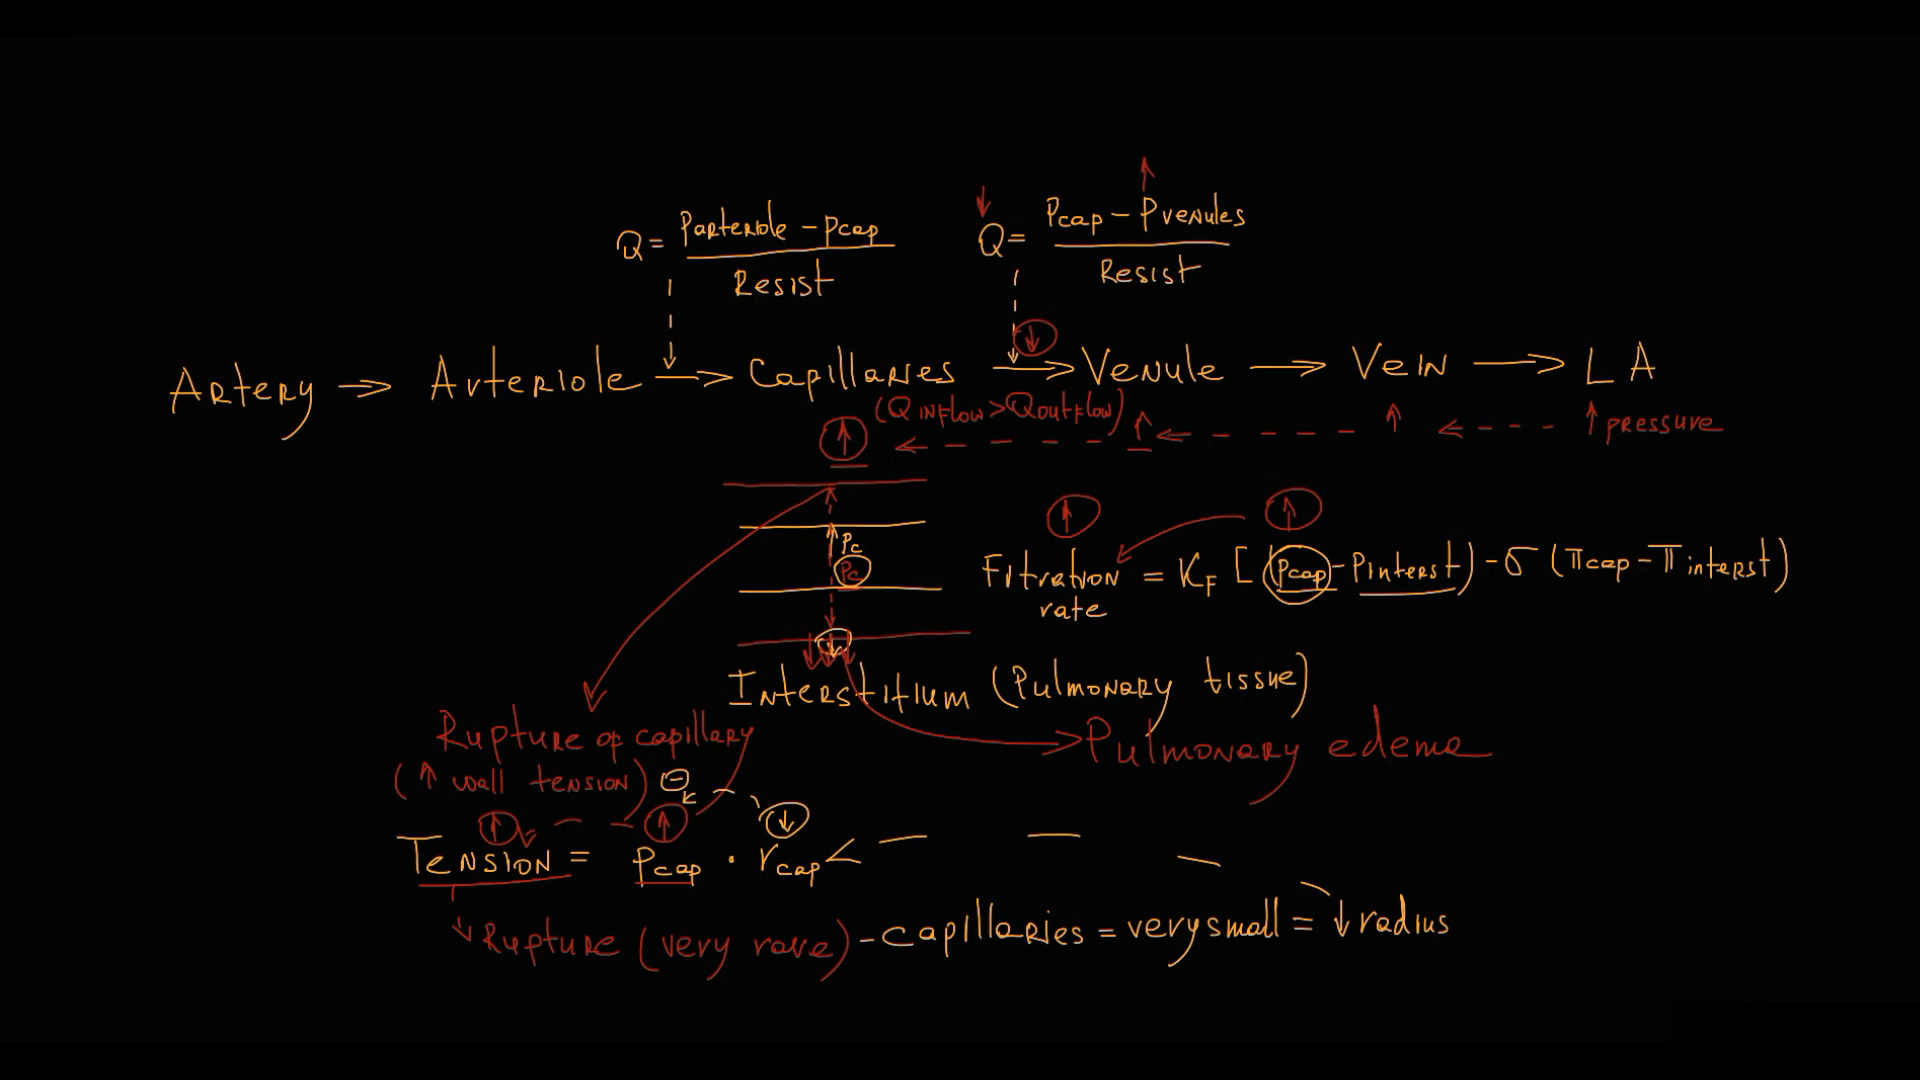 Q = Parteriole - Pcap
Resist
↓ Q = Pcap - Pvenules ↑
Resist
Artery → Arteriole → Capillaries → Venule → Vein → LA
(Q inflow > Q outflow)
↑ ↑ ↑ ↑ pressure
Pc
Pc
Filtration rate = KF [(Pcap - Pinterst) - σ (πcap - πinterst)
Interstitium (Pulmonary tissue)
Rupture of capillary
Pulmonary edema
(↑ wall tension) ⊖
Tension = Pcap · rcap
Rupture (very rare) - capillaries = very small = ↓ radius